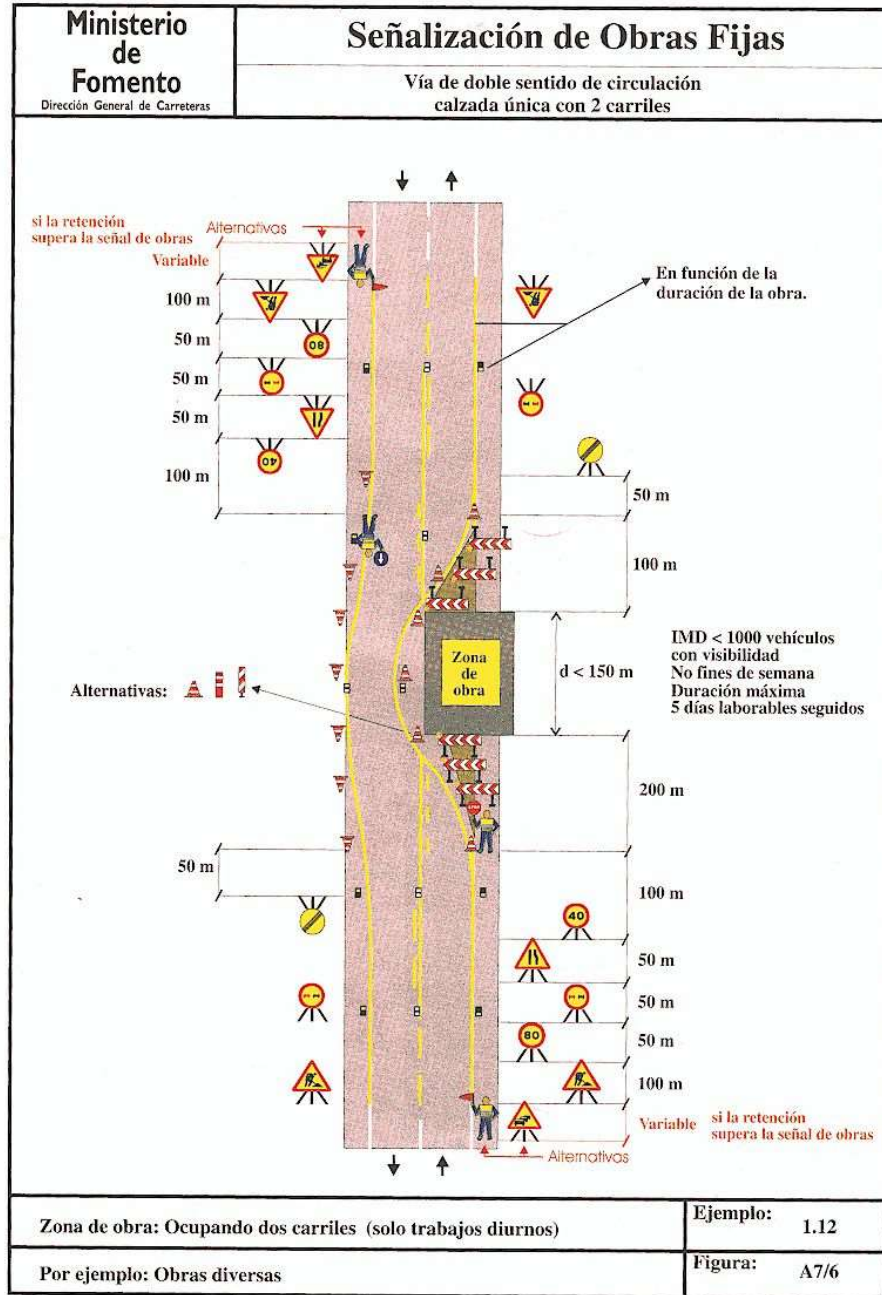 Ministerio
de
Fomento
Dirección General de Carreteras
Señalización de Obras Fijas
Vía de doble sentido de circulación
calzada única con 2 carriles
si la retención
supera la señal de obras
Alternativas
Variable
100 m
50 m
50 m
50 m
100 m
80
40
En función de la
duración de la obra.
50 m
100 m
Zona
de
obra
d < 150 m
IMD < 1000 vehículos
con visibilidad
No fines de semana
Duración máxima
5 días laborables seguidos
Alternativas:
200 m
STOP
50 m
100 m
40
50 m
50 m
80
50 m
100 m
Variable
si la retención
supera la señal de obras
Alternativas
Zona de obra: Ocupando dos carriles (solo trabajos diurnos)
Ejemplo: 1.12
Por ejemplo: Obras diversas
Figura: A7/6